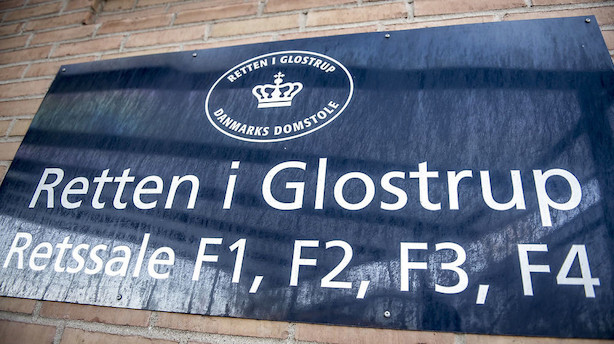 RETTEN I GLOSTRUP
DANMARKS DOMSTOLE
Retten i Glostrup
Retssale F1, F2, F3, F4